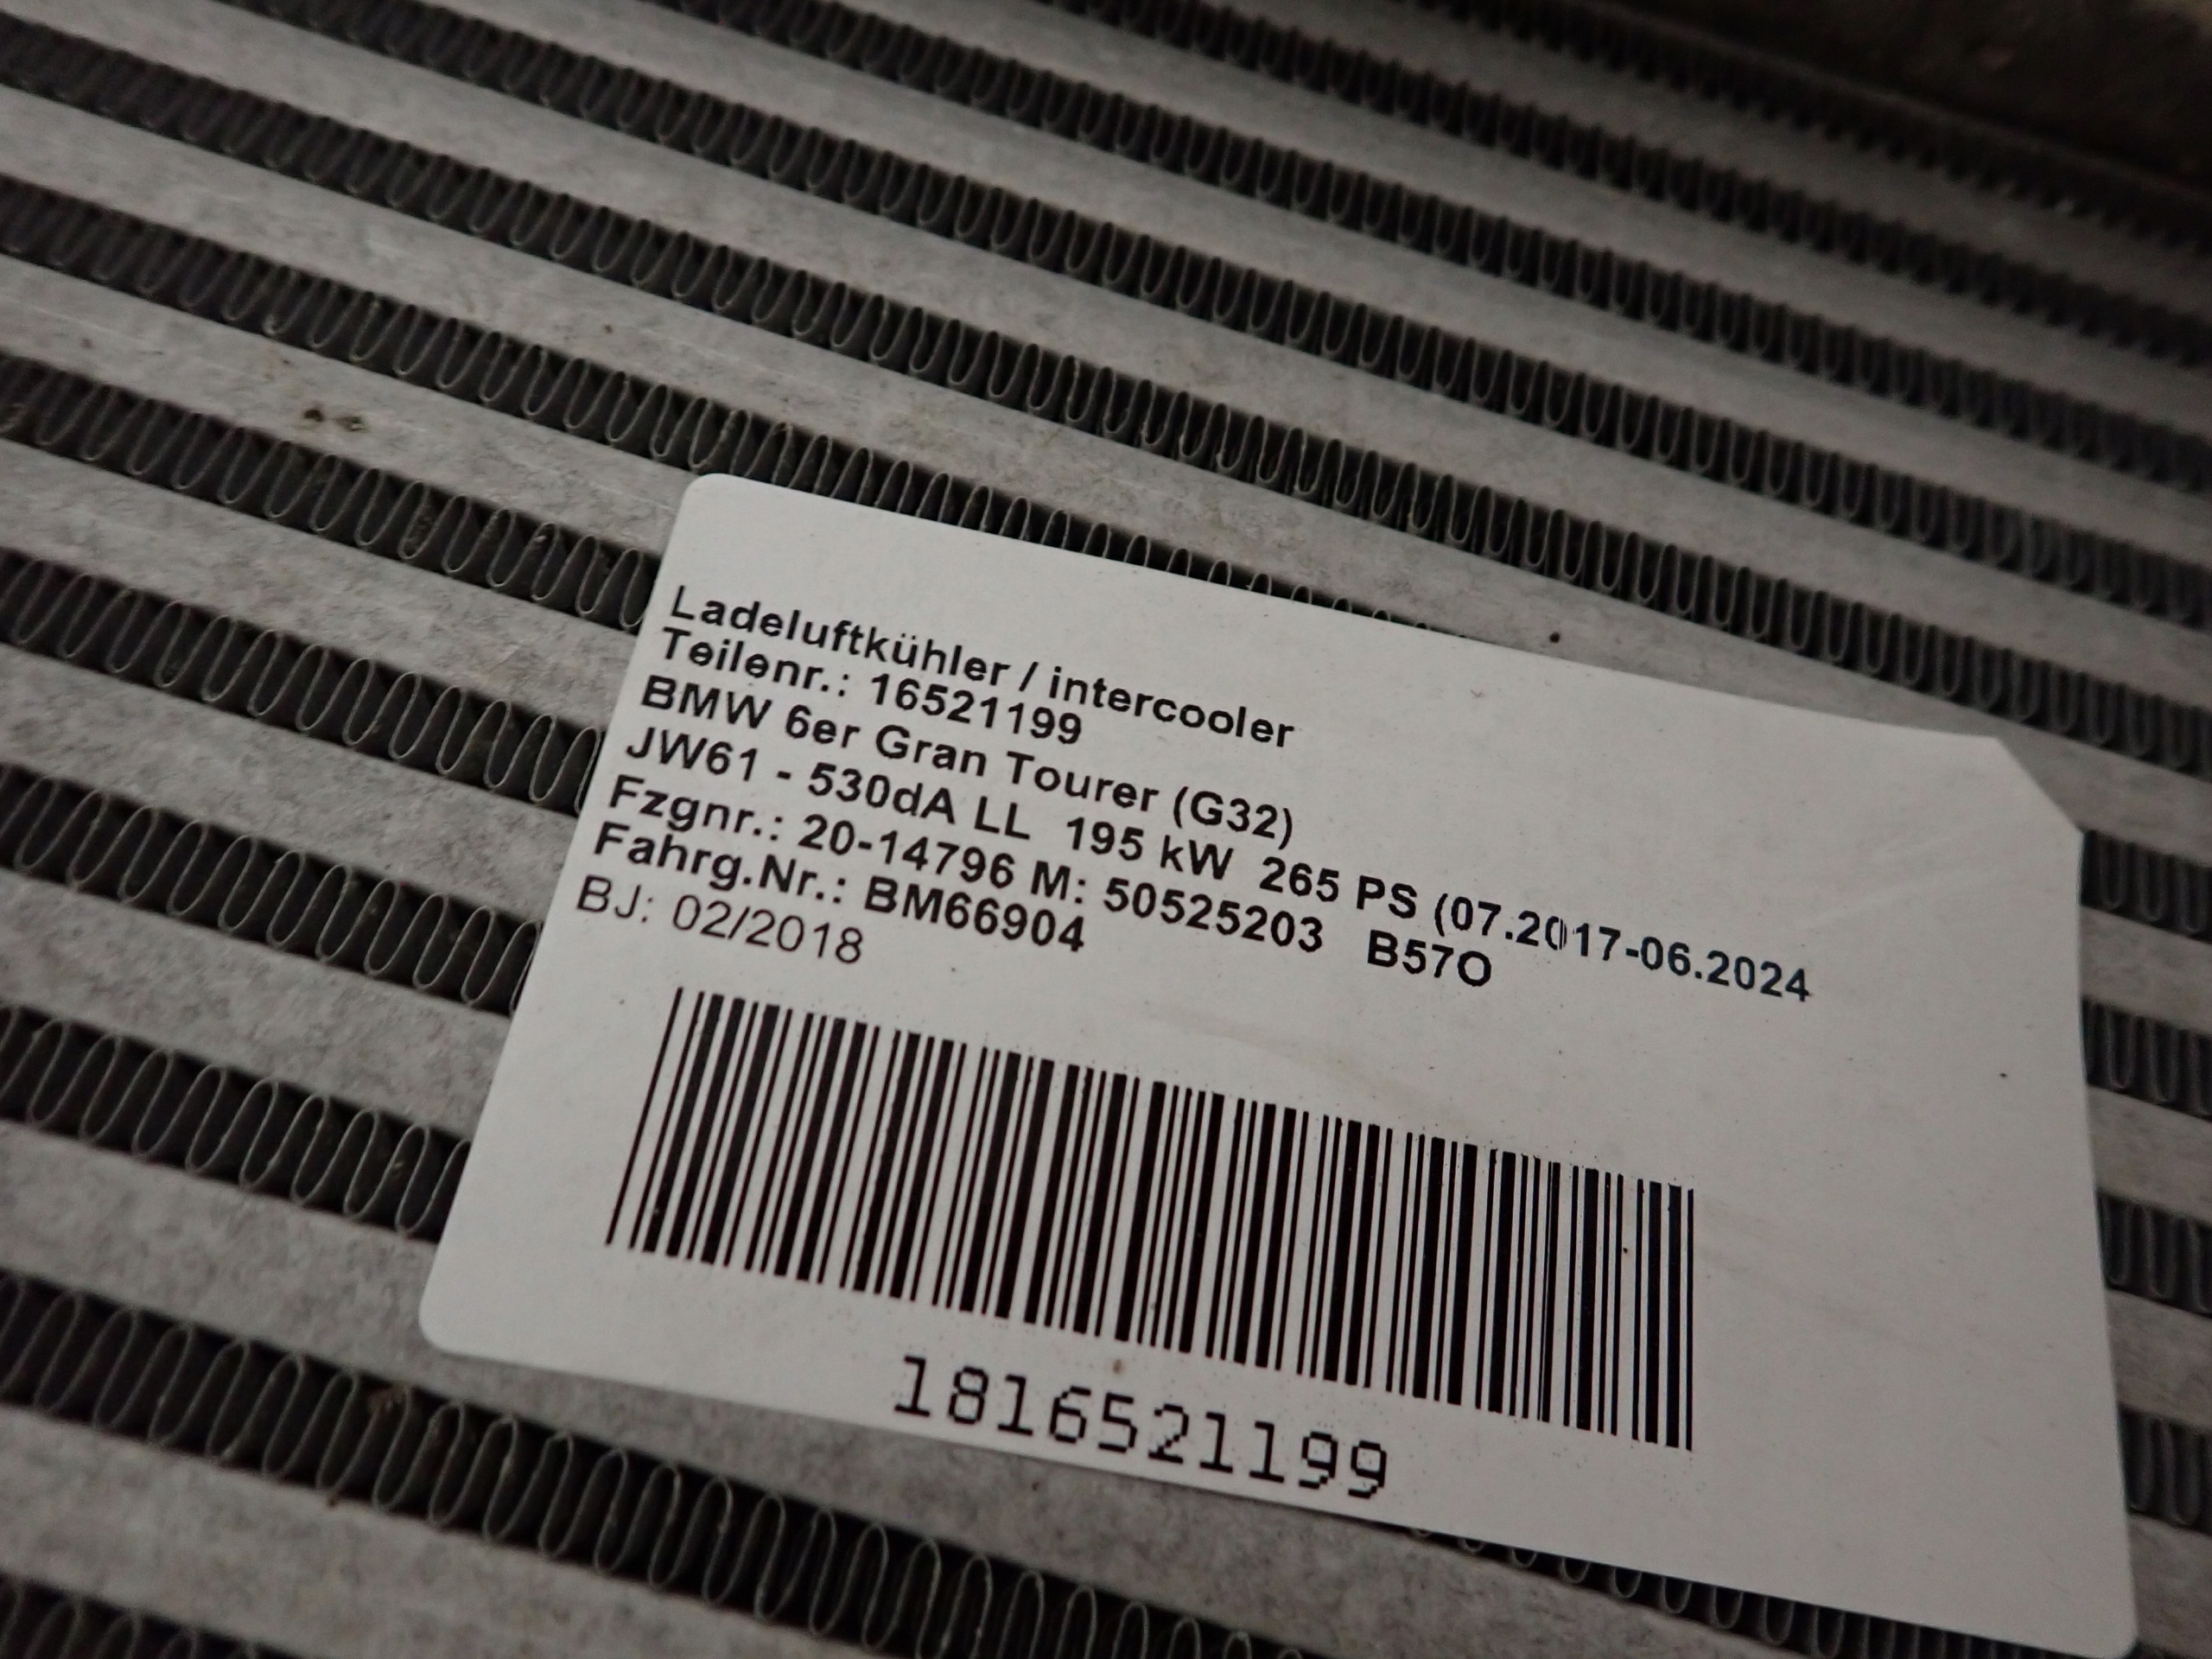 Ladeluftkühler / intercooler
Teilenr.: 16521199
BMW 6er Gran Tourer (G32)
JW61 - 530dA LL  195 kW  265 PS (07.2017-06.2024
Fzgnr.: 20-14796 M: 50525203   B57O
Fahrg.Nr.: BM66904
BJ: 02/2018
1816521199